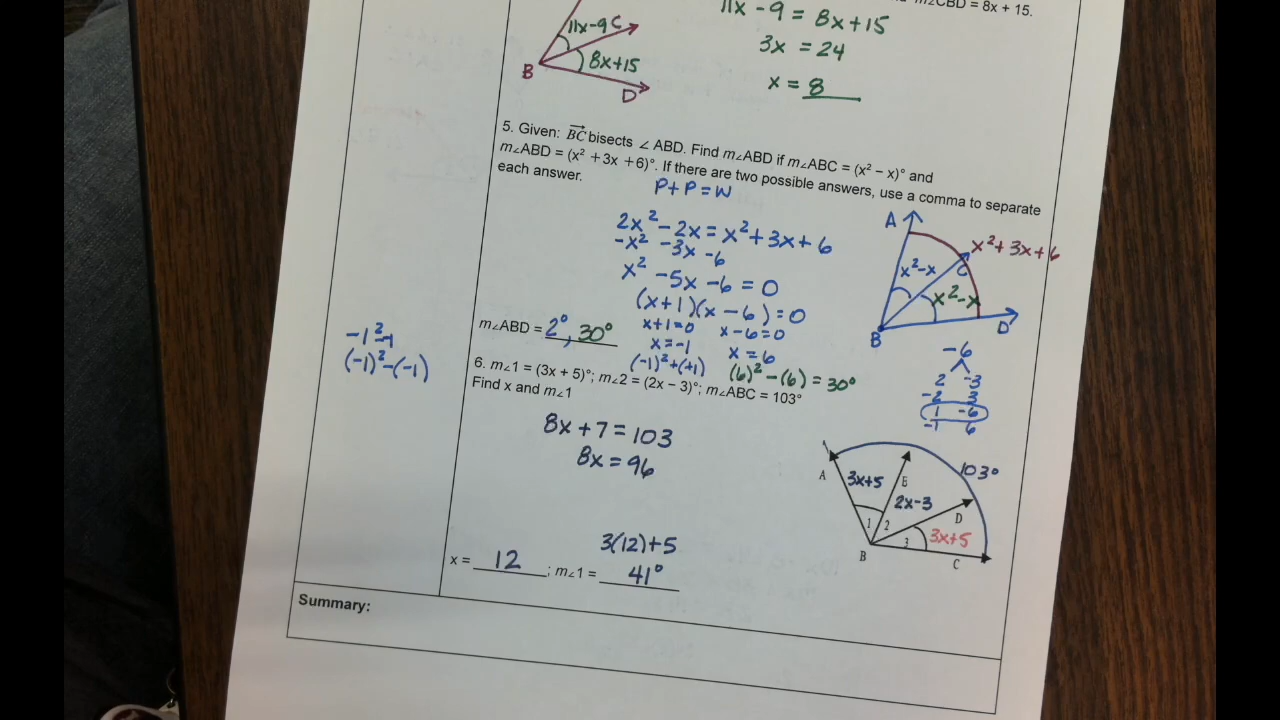 m∠CBD = 8x + 15.
11x - 9 = 8x + 15
3x = 24
x = 8
11x-9
C
8x+15
B
D
5. Given: BC bisects ∠ ABD. Find m∠ABD if m∠ABC = (x² − x)° and
m∠ABD = (x² + 3x + 6)°. If there are two possible answers, use a comma to separate
each answer.
P+P=W
2x² - 2x = x² + 3x + 6
-x² -3x -6
x² - 5x - 6 = 0
(x+1)(x - 6) = 0
x+1=0 x-6=0
x=-1 x=6
(-1)²+(+1) (6)²-(6) = 30°
m∠ABD = 2°, 30°
A
x²+3x+6
x²-x
C
x²-x
B
D
-1²-1
(-1)²-(-1)
-6
2 -3
-2 3
1 -6
-1 6
6. m∠1 = (3x + 5)°; m∠2 = (2x − 3)°; m∠ABC = 103°
Find x and m∠1
8x + 7 = 103
8x = 96
3(12)+5
x = 12 ; m∠1 = 41°
A
3x+5
E
103°
2x-3
D
1
2
3
3x+5
B
C
Summary: